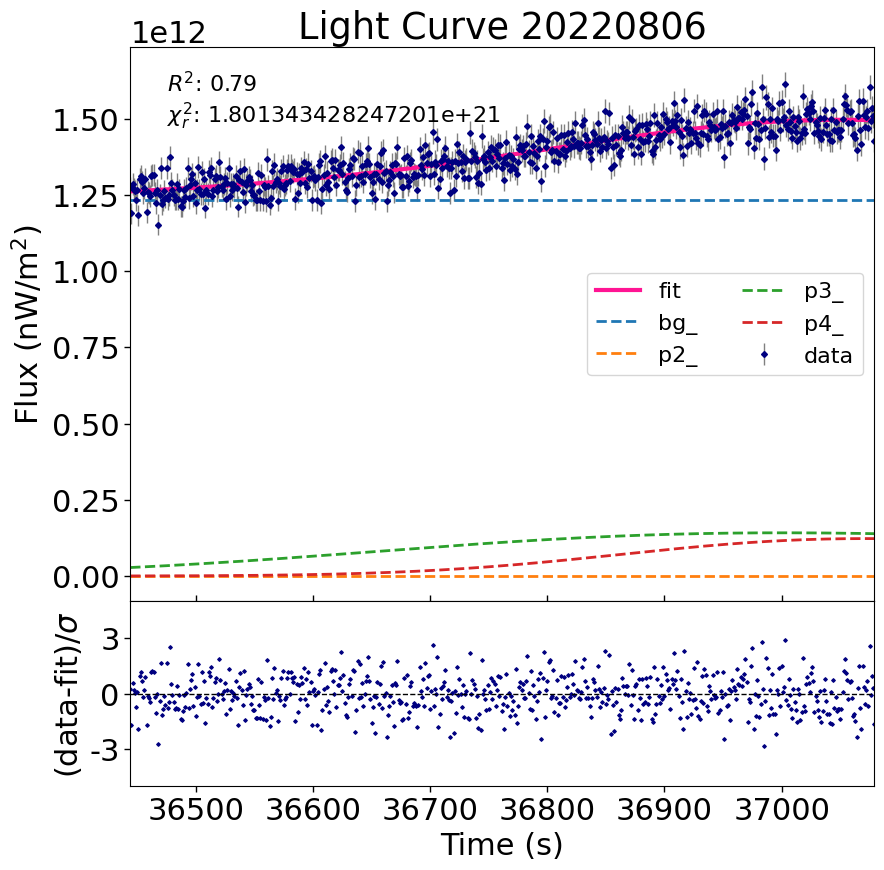 Light Curve 20220806
1e12
R²: 0.79
χ²ᵣ: 1.801343428247201e+21
1.50
1.25
1.00
0.75
0.50
0.25
0.00
Flux (nW/m²)
fit
bg_
p2_
p3_
p4_
data
3
0
-3
(data-fit)/σ
36500 36600 36700 36800 36900 37000
Time (s)